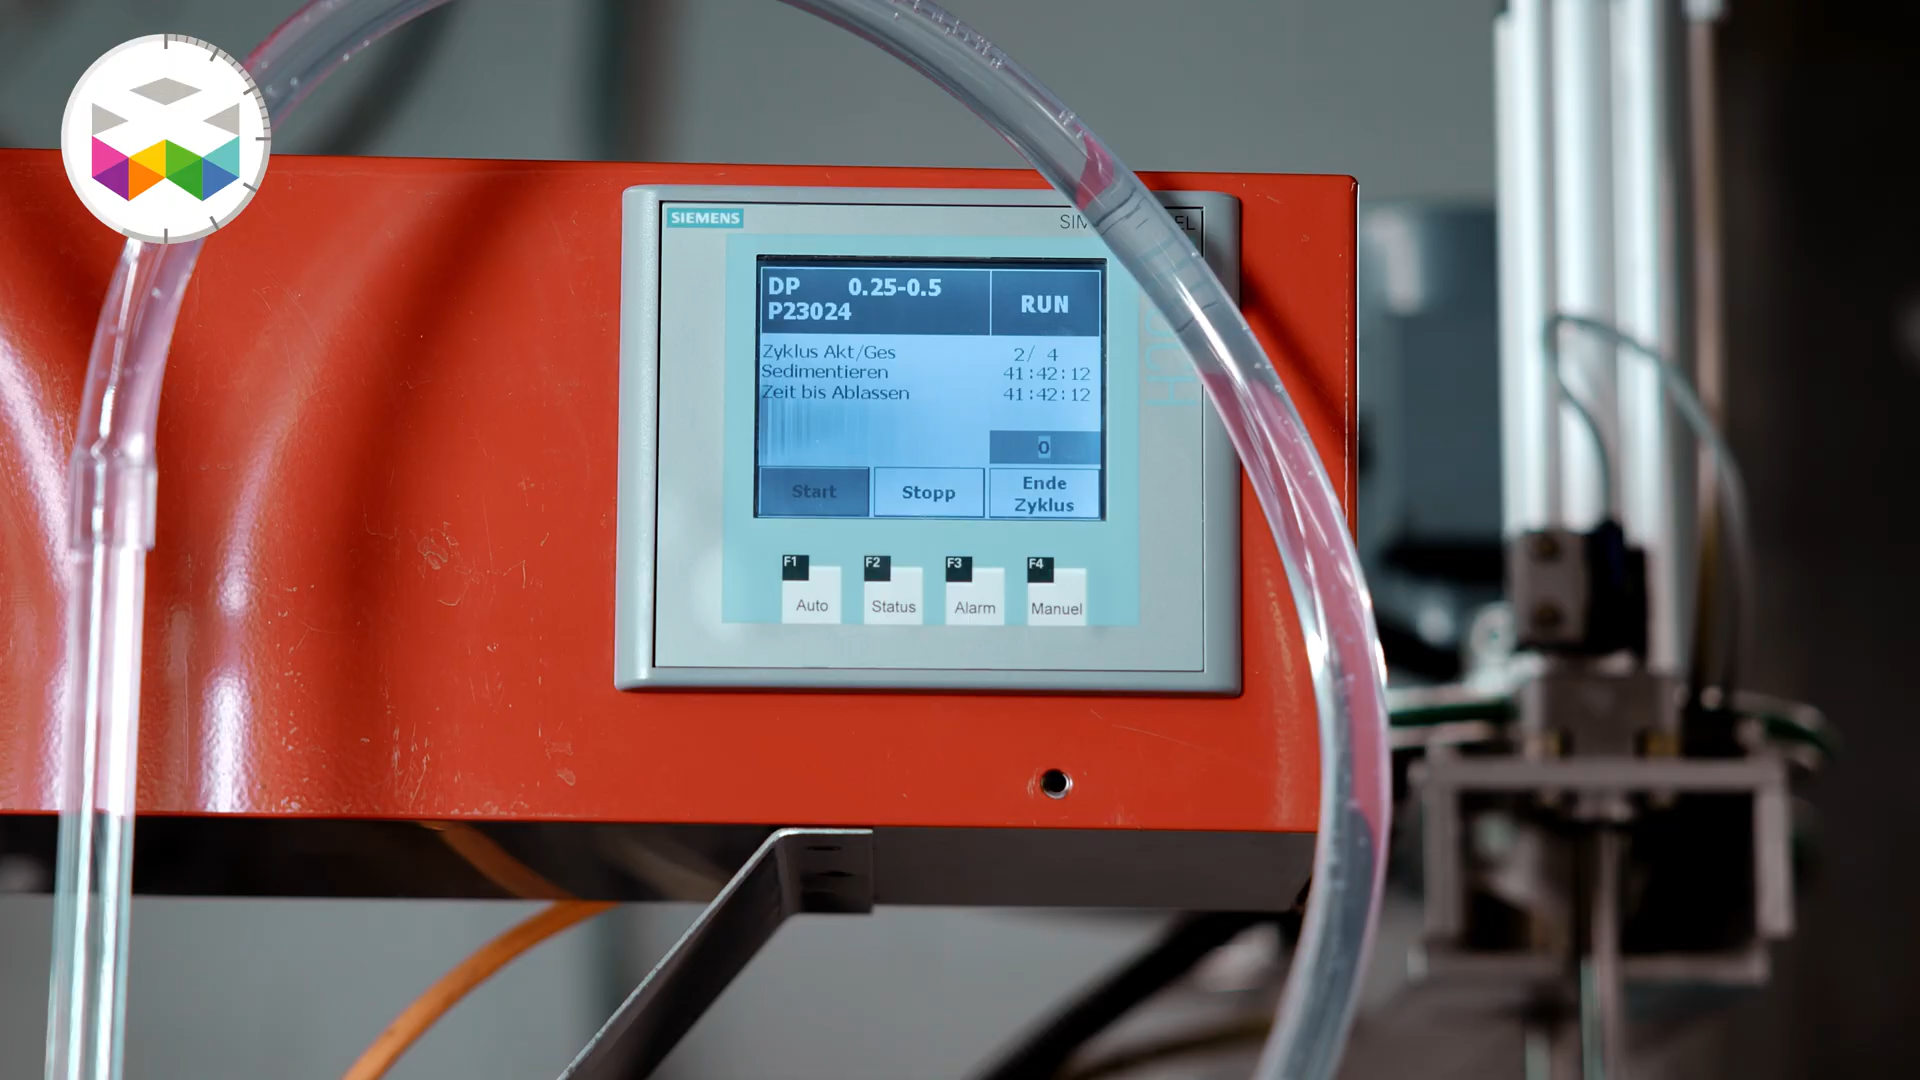 SIEMENS
DP 0.25-0.5
P23024
RUN
Zyklus Akt/Ges 2/ 4
Sedimentieren 41:42:12
Zeit bis Ablassen 41:42:12
0
Start
Stopp
Ende
Zyklus
F1
F2
F3
F4
Auto
Status
Alarm
Manuel